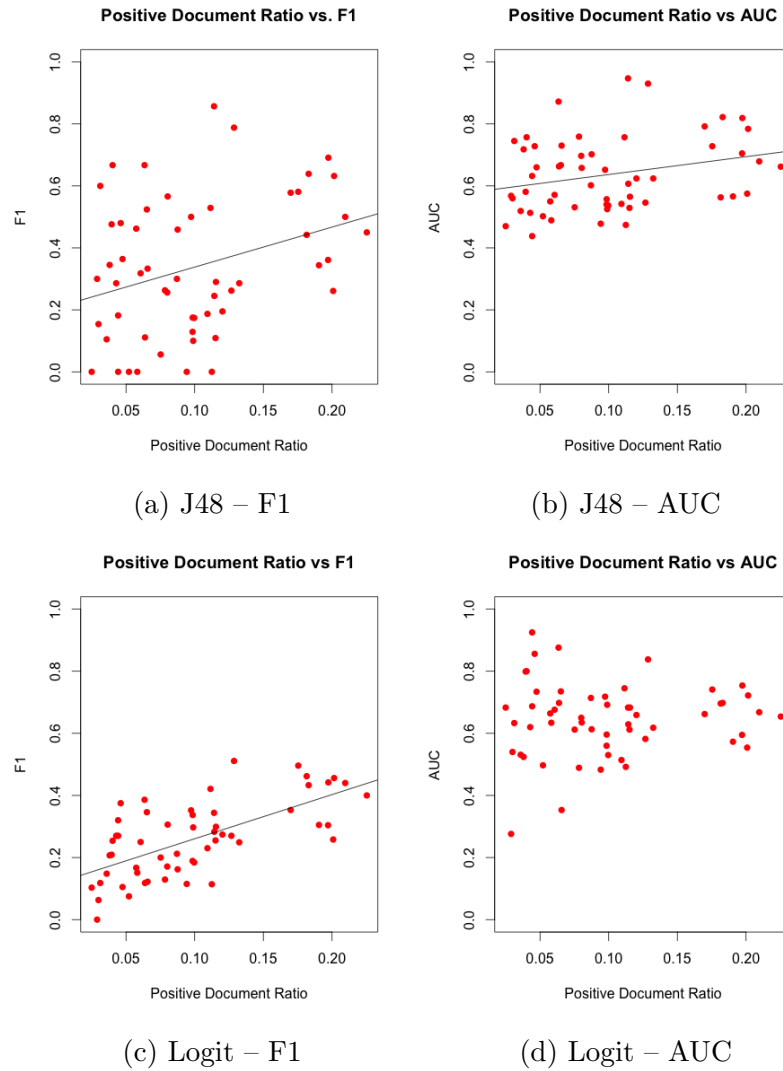 Positive Document Ratio vs. F1
F1
1.0
0.8
0.6
0.4
0.2
0.0
0.05 0.10 0.15 0.20
Positive Document Ratio
(a) J48 – F1
Positive Document Ratio vs AUC
AUC
1.0
0.8
0.6
0.4
0.2
0.0
0.05 0.10 0.15 0.20
Positive Document Ratio
(b) J48 – AUC
Positive Document Ratio vs F1
F1
1.0
0.8
0.6
0.4
0.2
0.0
0.05 0.10 0.15 0.20
Positive Document Ratio
(c) Logit – F1
Positive Document Ratio vs AUC
AUC
1.0
0.8
0.6
0.4
0.2
0.0
0.05 0.10 0.15 0.20
Positive Document Ratio
(d) Logit – AUC